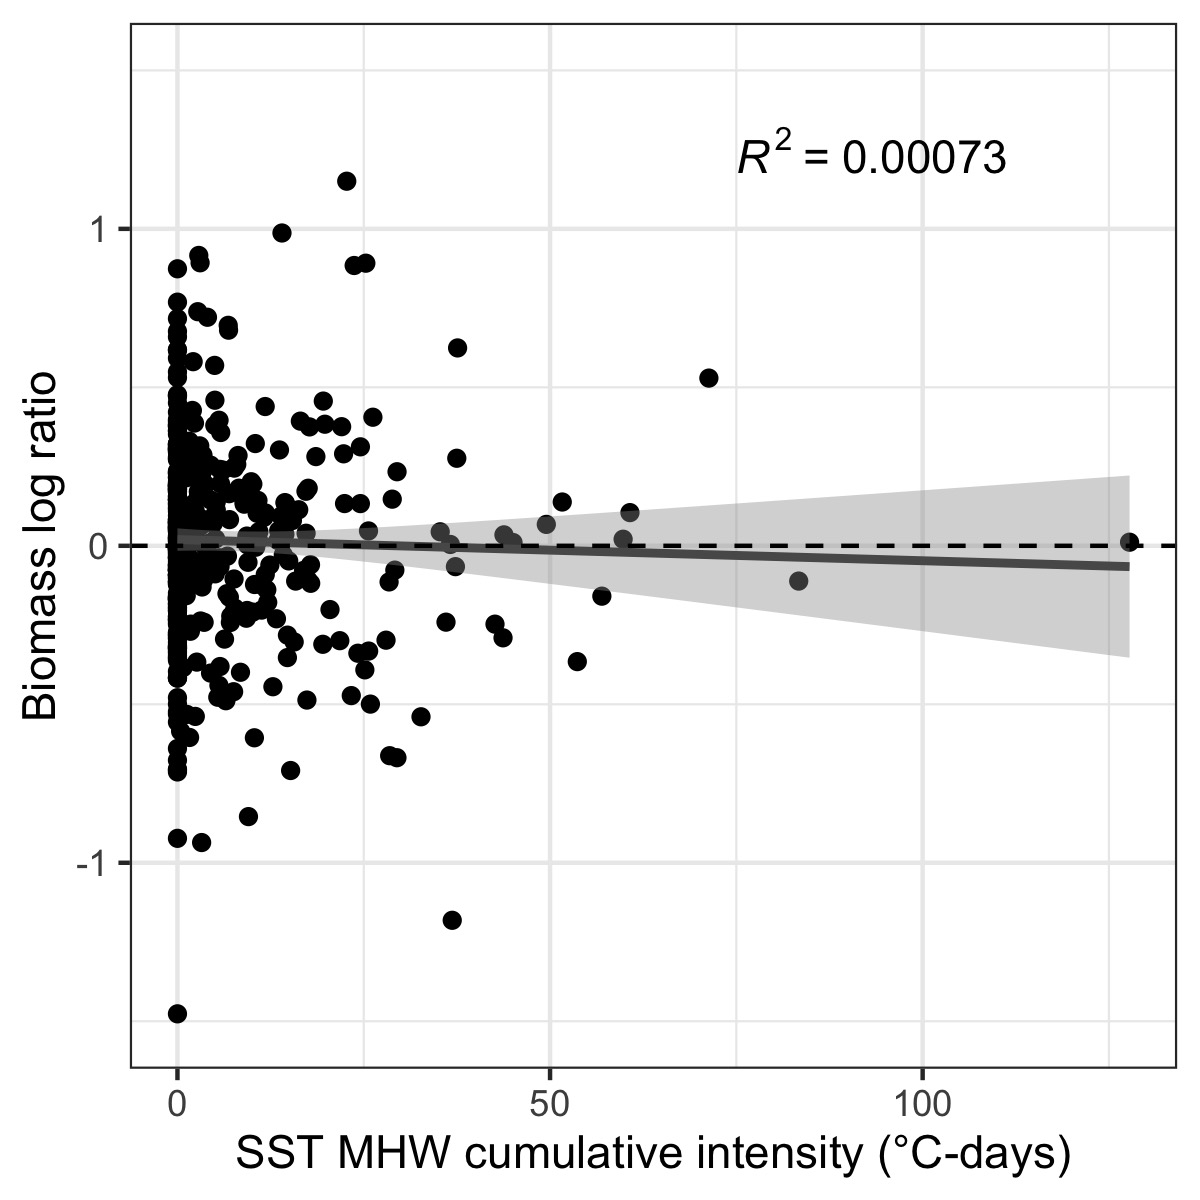 R² = 0.00073
1
0
-1
Biomass log ratio
0 50 100
SST MHW cumulative intensity (°C-days)